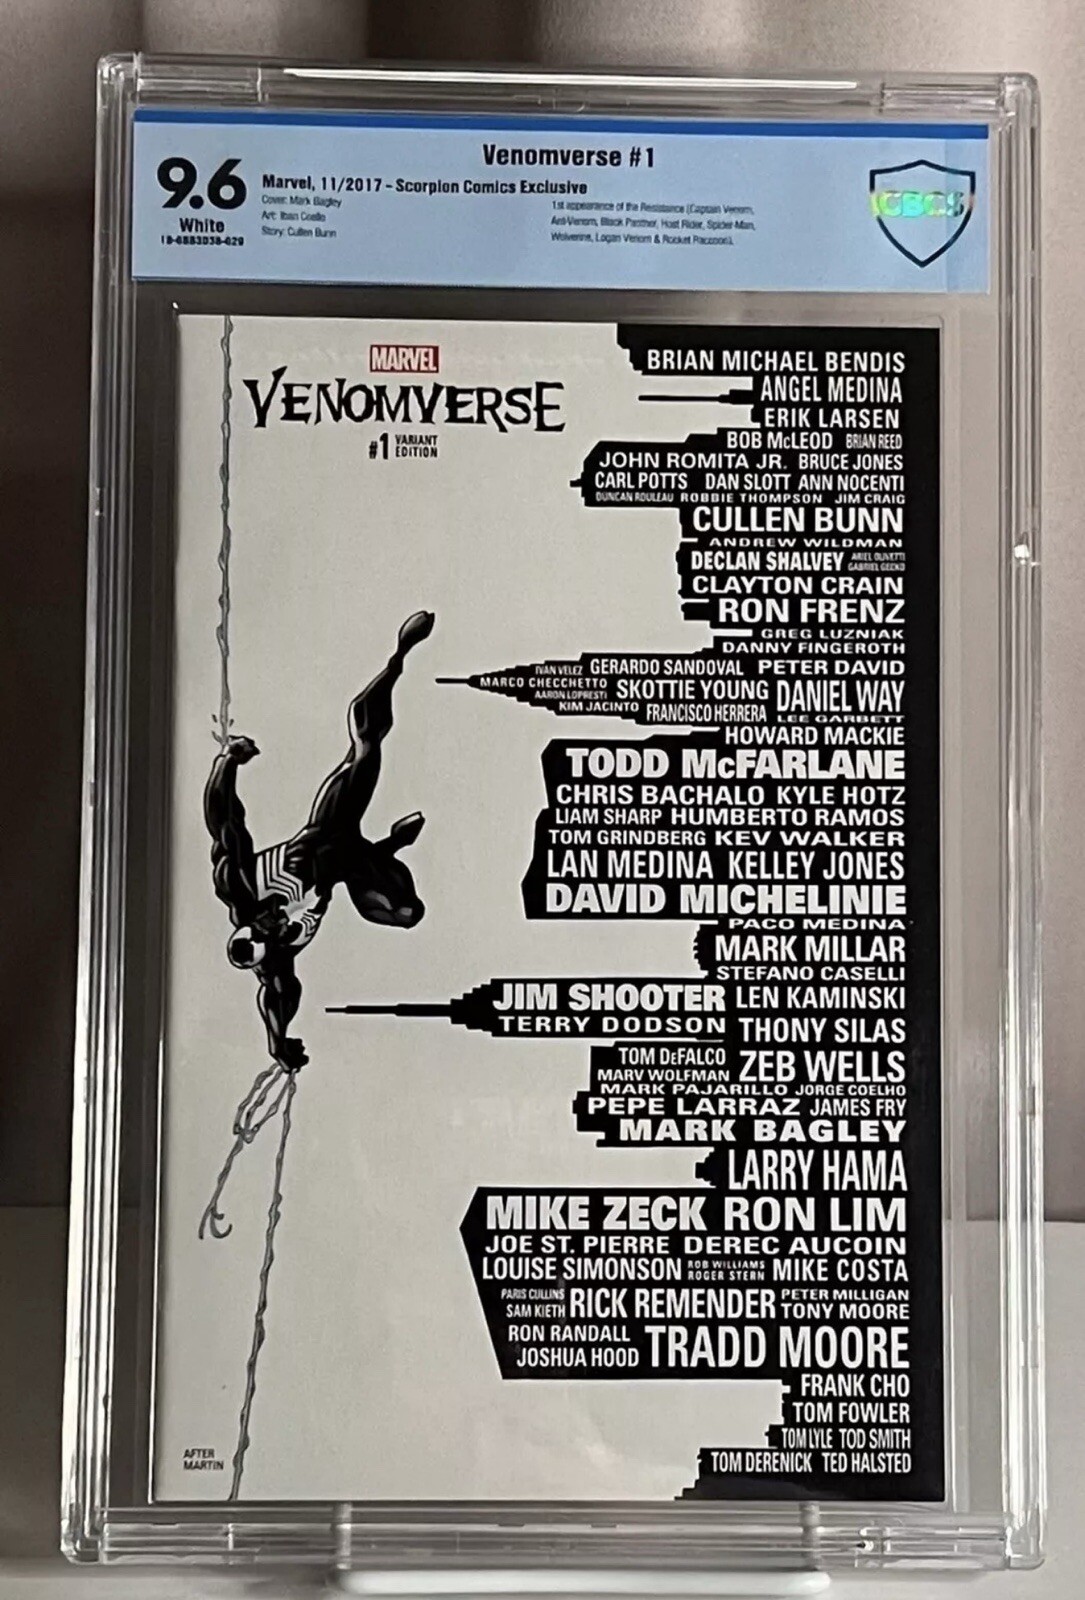 Venomverse #1
9.6
White
18-6BB3D38-029
Marvel, 11/2017 - Scorpion Comics Exclusive
Cover: Mark Bagley
Art: Iban Coello
Story: Cullen Bunn
1st appearance of the Resistance (Captain Venom,
Anti-Venom, Black Panther, Host Rider, Spider-Man,
Wolverine, Logan Venom & Rocket Raccoon).
CBCS
MARVEL
VENOMVERSE
#1 VARIANT
EDITION
BRIAN MICHAEL BENDIS
ANGEL MEDINA
ERIK LARSEN
BOB McLEOD BRIAN REED
JOHN ROMITA JR. BRUCE JONES
CARL POTTS DAN SLOTT ANN NOCENTI
DUNCAN ROULEAU ROBBIE THOMPSON JIM CRAIG
CULLEN BUNN
ANDREW WILDMAN
DECLAN SHALVEY ARIEL OLIVETTI
GABRIEL GECKO
CLAYTON CRAIN
RON FRENZ
GREG LUZNIAK
DANNY FINGEROTH
IVAN VELEZ GERARDO SANDOVAL PETER DAVID
MARCO CHECCHETTO
AARON LOPRESTI SKOTTIE YOUNG DANIEL WAY
KIM JACINTO FRANCISCO HERRERA LEE GARBETT
HOWARD MACKIE
TODD McFARLANE
CHRIS BACHALO KYLE HOTZ
LIAM SHARP HUMBERTO RAMOS
TOM GRINDBERG KEV WALKER
LAN MEDINA KELLEY JONES
DAVID MICHELINIE
PACO MEDINA
MARK MILLAR
STEFANO CASELLI
JIM SHOOTER LEN KAMINSKI
TERRY DODSON THONY SILAS
TOM DeFALCO
MARV WOLFMAN ZEB WELLS
MARK PAJARILLO JORGE COELHO
PEPE LARRAZ JAMES FRY
MARK BAGLEY
LARRY HAMA
MIKE ZECK RON LIM
JOE ST. PIERRE DEREC AUCOIN
LOUISE SIMONSON ROB WILLIAMS
ROGER STERN MIKE COSTA
PARIS CULLINS
SAM KIETH RICK REMENDER PETER MILLIGAN
TONY MOORE
RON RANDALL
JOSHUA HOOD TRADD MOORE
FRANK CHO
TOM FOWLER
TOM LYLE TOD SMITH
TOM DERENICK TED HALSTED
AFTER
MARTIN